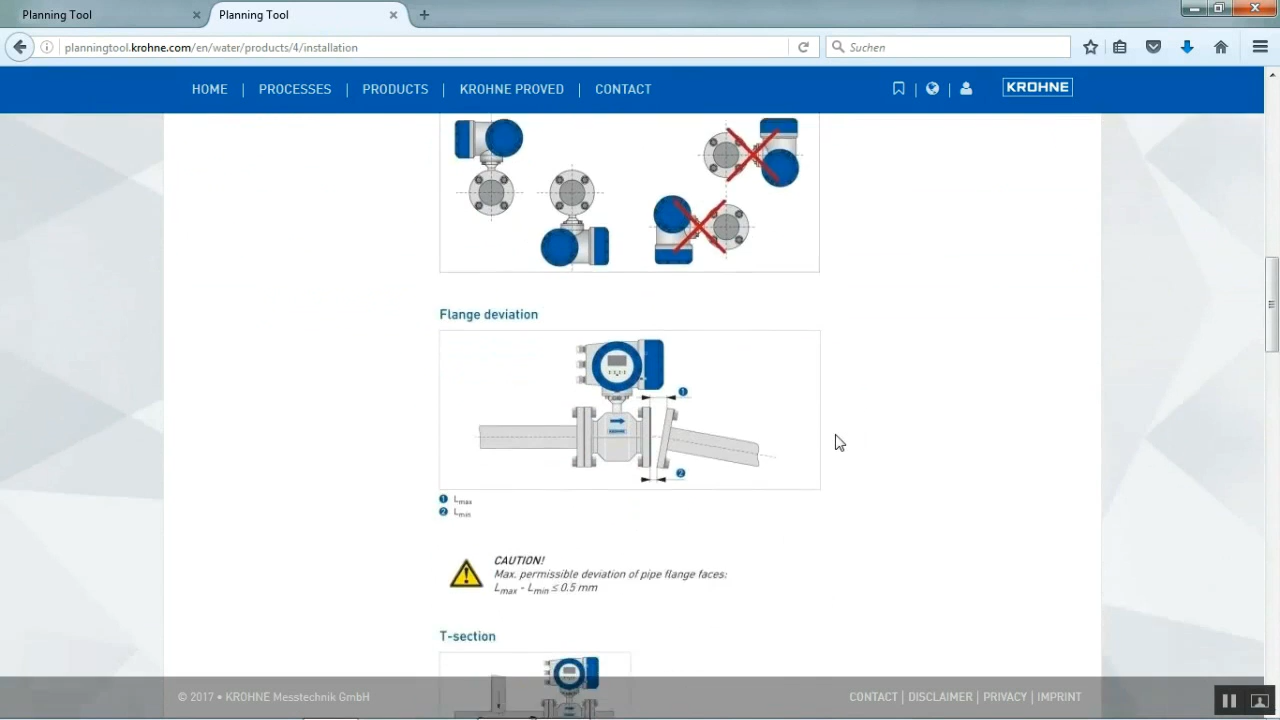 Planning Tool
Planning Tool
planningtool.krohne.com/en/water/products/4/installation
Suchen
HOME | PROCESSES | PRODUCTS | KROHNE PROVED | CONTACT
KROHNE
Flange deviation
1
KROHNE
2
1 Lmax
2 Lmin
CAUTION!
Max. permissible deviation of pipe flange faces:
Lmax - Lmin ≤ 0.5 mm
T-section
© 2017 • KROHNE Messtechnik GmbH
CONTACT | DISCLAIMER | PRIVACY | IMPRINT